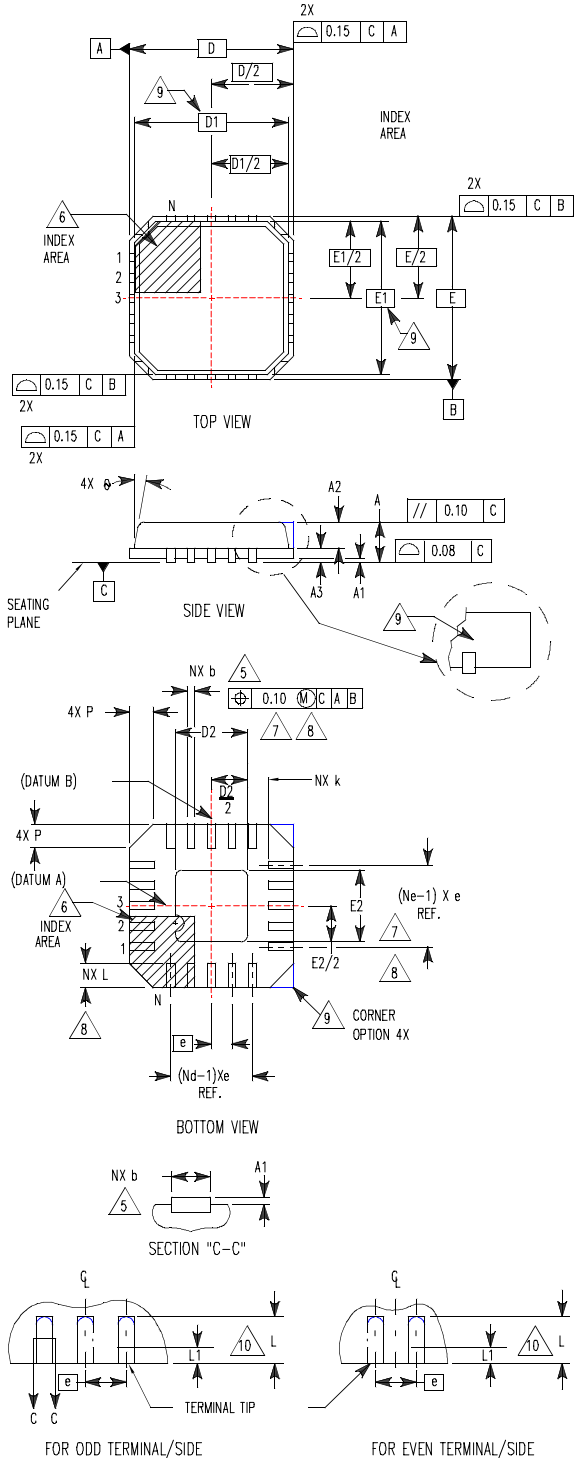 2X
0.15 C A
A
D
D/2
9
D1
INDEX
AREA
D1/2
2X
0.15 C B
N
6
INDEX
AREA
1
2
3
E1/2
E/2
E1
E
9
0.15 C B
2X
B
0.15 C A
2X
TOP VIEW
4X θ
A2
A
// 0.10 C
0.08 C
C
A3
A1
SEATING
PLANE
SIDE VIEW
9
NX b
5
0.10 M C A B
4X P
D2
7
8
(DATUM B)
D2
2
NX k
4X P
(DATUM A)
6
INDEX
AREA
3
2
1
E2
(Ne-1) X e
REF.
7
E2/2
8
NX L
8
N
9
CORNER
OPTION 4X
e
(Nd-1)Xe
REF.
BOTTOM VIEW
NX b
5
A1
SECTION "C-C"
CL
CL
10
L
L1
10
L
L1
e
e
C C
TERMINAL TIP
FOR ODD TERMINAL/SIDE
FOR EVEN TERMINAL/SIDE